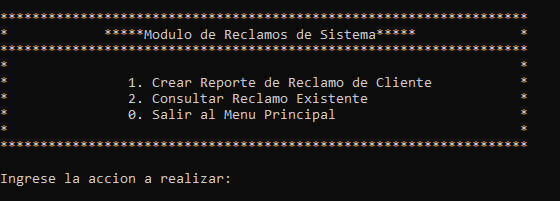 ******************************************************************
*            *****Modulo de Reclamos de Sistema*****             *
******************************************************************
*                                                                *
*               1. Crear Reporte de Reclamo de Cliente           *
*               2. Consultar Reclamo Existente                   *
*               0. Salir al Menu Principal                       *
*                                                                *
******************************************************************
Ingrese la accion a realizar: